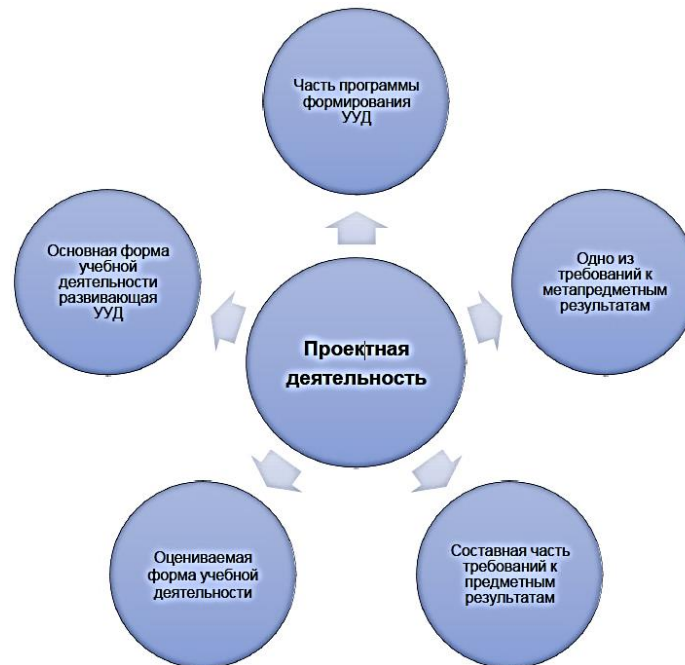 Часть программы
формирования
УУД
Основная форма
учебной
деятельности
развивающая
УУД
Одно из
требований к
метапредметным
результатам
Проектная
деятельность
Оцениваемая
форма учебной
деятельности
Составная часть
требований к
предметным
результатам